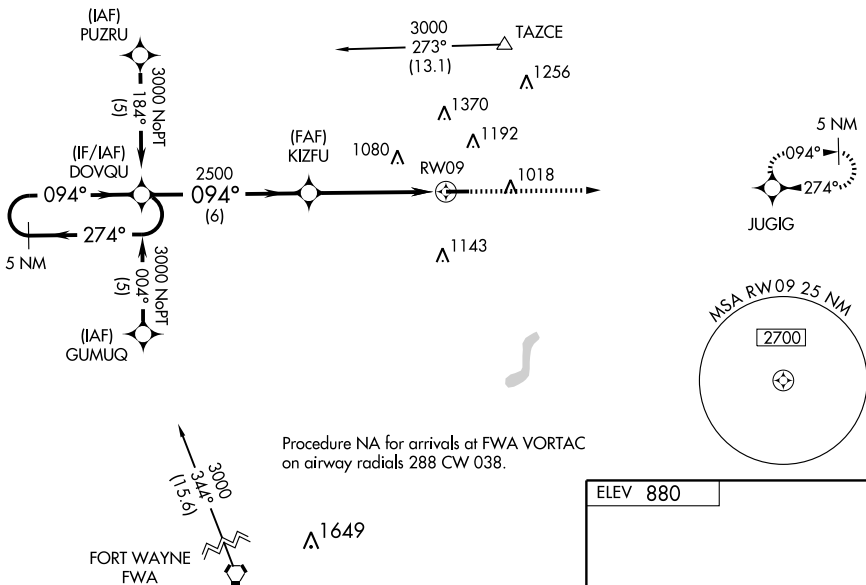 (IAF)
PUZRU
3000 NoPT
184°
(5)
3000
273°
(13.1)
TAZCE
1256
1370
1192
1080
(FAF)
KIZFU
RW09
1018
(IF/IAF)
DOVQU
2500
094°
(6)
094°
274°
5 NM
3000 NoPT
004°
(5)
(IAF)
GUMUQ
1143
5 NM
094°
274°
JUGIG
MSA RW09 25 NM
2700
Procedure NA for arrivals at FWA VORTAC
on airway radials 288 CW 038.
3000
344°
(15.6)
FORT WAYNE
FWA
1649
ELEV 880